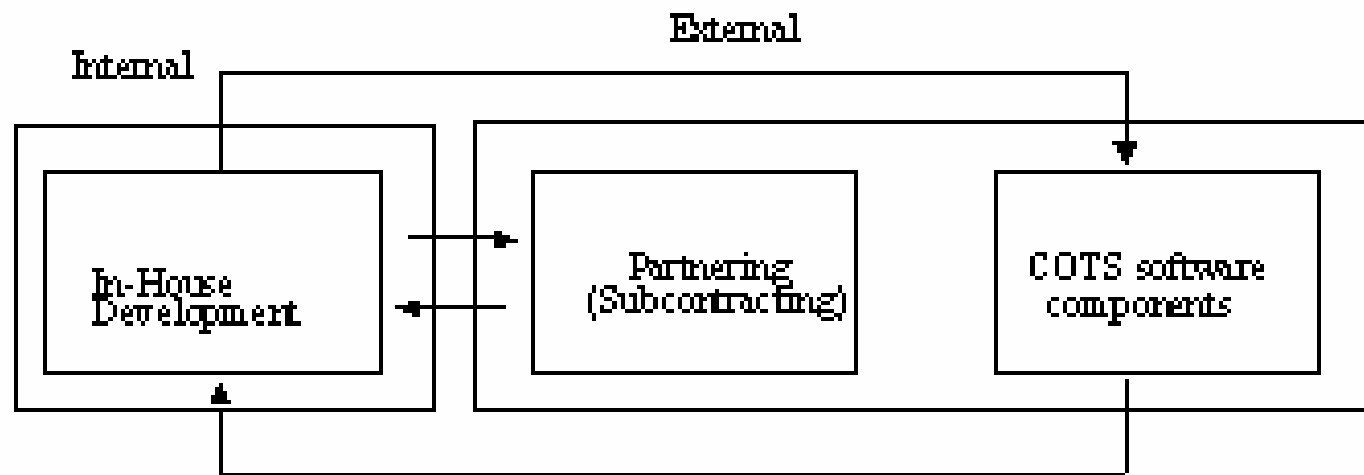 External
Internal
In-House
Development
Partnering
(Subcontracting)
COTS software
components